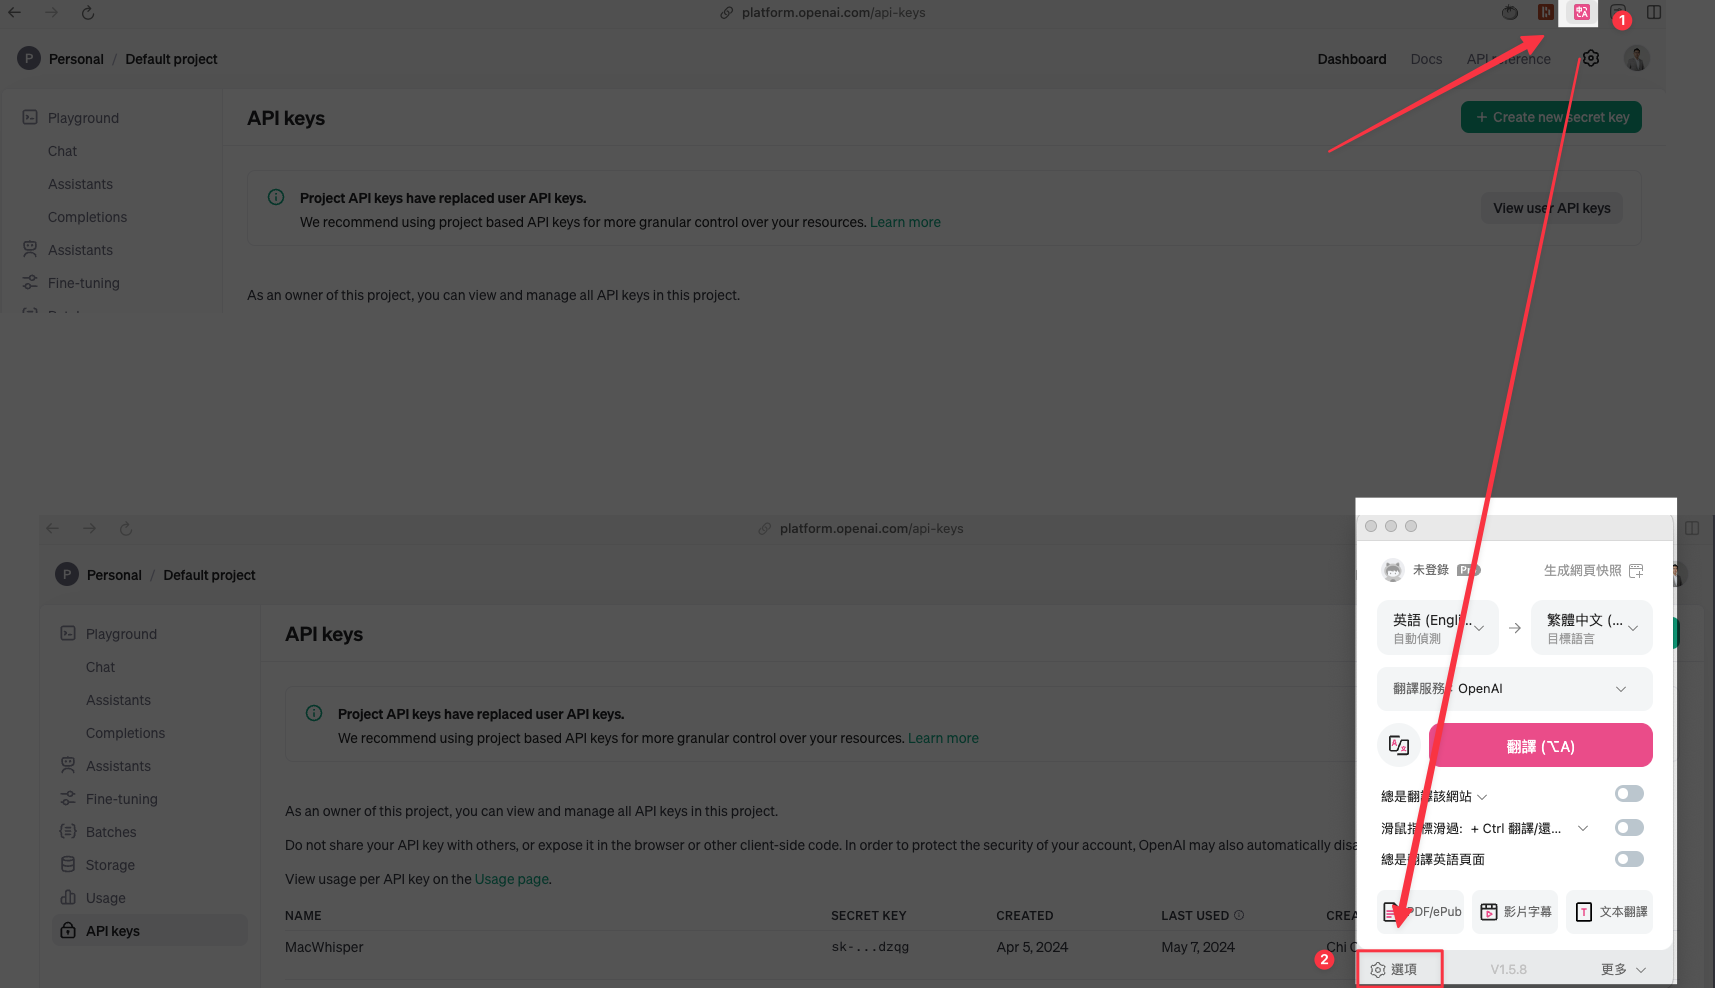 platform.openai.com/api-keys
1
P Personal / Default project
Dashboard Docs API reference
Playground
Chat
Assistants
Completions
Assistants
Fine-tuning
API keys
+ Create new secret key
Project API keys have replaced user API keys.
We recommend using project based API keys for more granular control over your resources. Learn more
View user API keys
As an owner of this project, you can view and manage all API keys in this project.
platform.openai.com/api-keys
P Personal / Default project
Playground
Chat
Assistants
Completions
Assistants
Fine-tuning
Batches
Storage
Usage
API keys
API keys
Project API keys have replaced user API keys.
We recommend using project based API keys for more granular control over your resources. Learn more
As an owner of this project, you can view and manage all API keys in this project.
Do not share your API key with others, or expose it in the browser or other client-side code. In order to protect the security of your account, OpenAI may also automatically disa
View usage per API key on the Usage page.
NAME SECRET KEY CREATED LAST USED CREA
MacWhisper sk-...dzqg Apr 5, 2024 May 7, 2024 Chi C
未登錄 Pro 生成網頁快照
英語 (Engli... → 繁體中文 (...
自動偵測 目標語言
翻譯服務: OpenAI
翻譯 (⌥A)
總是翻譯該網站
滑鼠指標滑過: + Ctrl 翻譯/還...
總是翻譯英語頁面
PDF/ePub 影片字幕 文本翻譯
2
選項 V1.5.8 更多